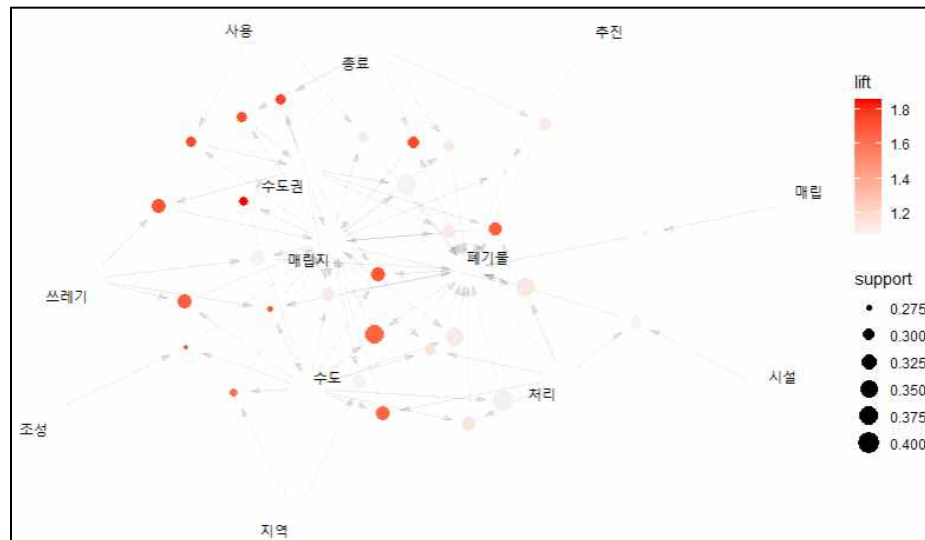 사용
추진
종료
lift
1.8
1.6
1.4
1.2
수도권
매립
매립지
폐기물
쓰레기
support
0.275
0.300
0.325
0.350
0.375
0.400
수도
처리
시설
조성
지역